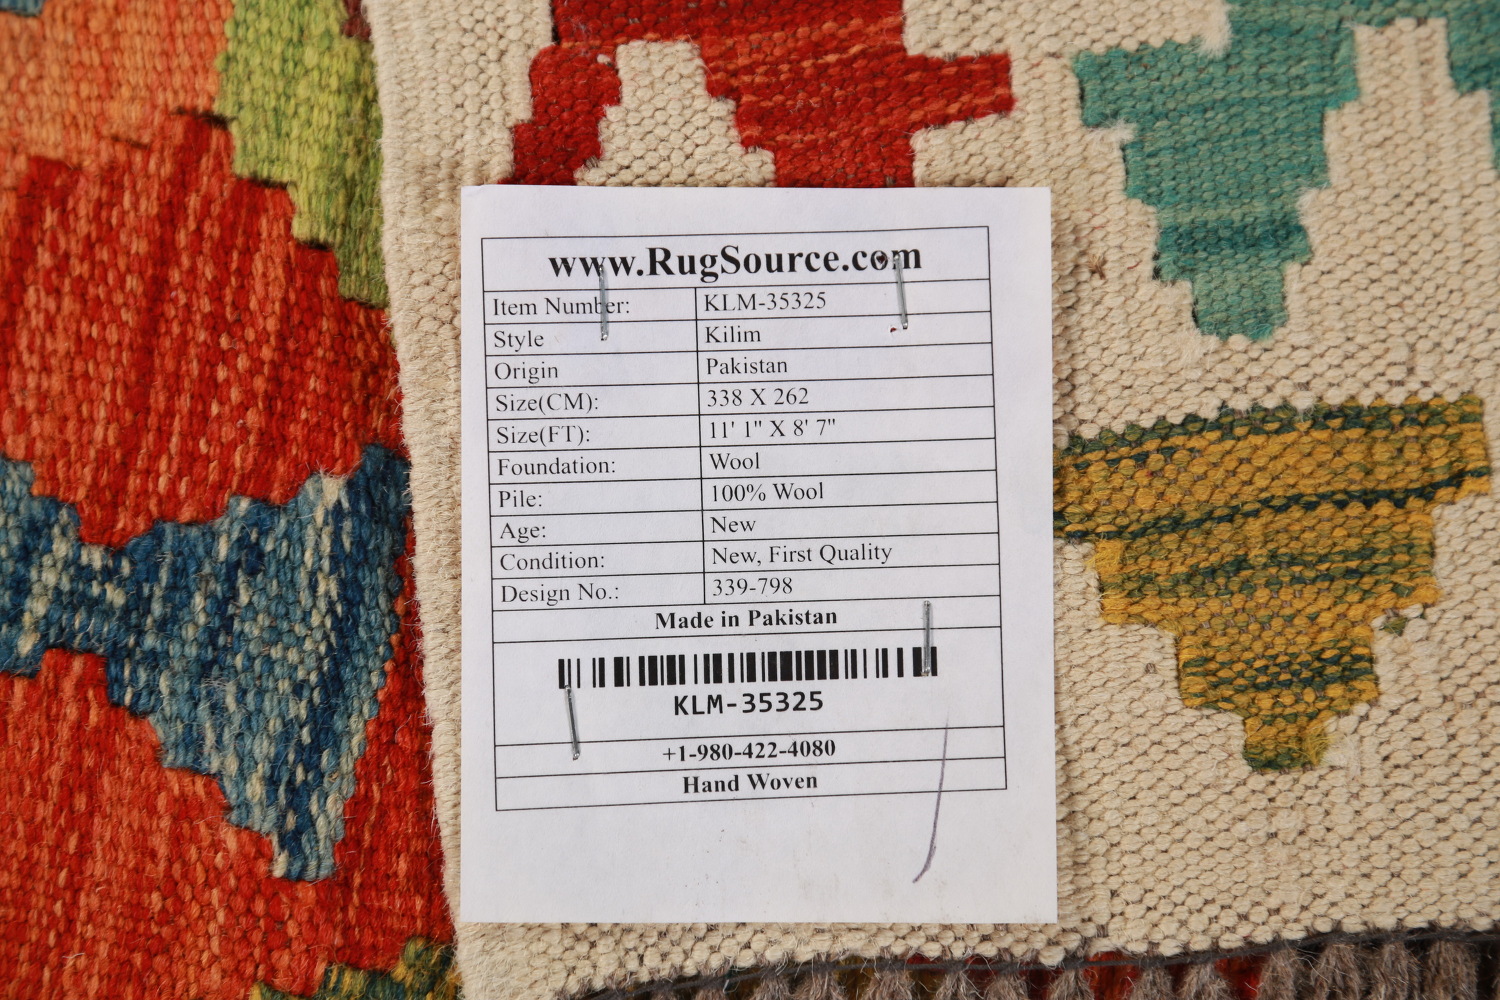 www.RugSource.com
Item Number: KLM-35325
Style Kilim
Origin Pakistan
Size(CM): 338 X 262
Size(FT): 11' 1" X 8' 7"
Foundation: Wool
Pile: 100% Wool
Age: New
Condition: New, First Quality
Design No.: 339-798
Made in Pakistan
KLM-35325
+1-980-422-4080
Hand Woven